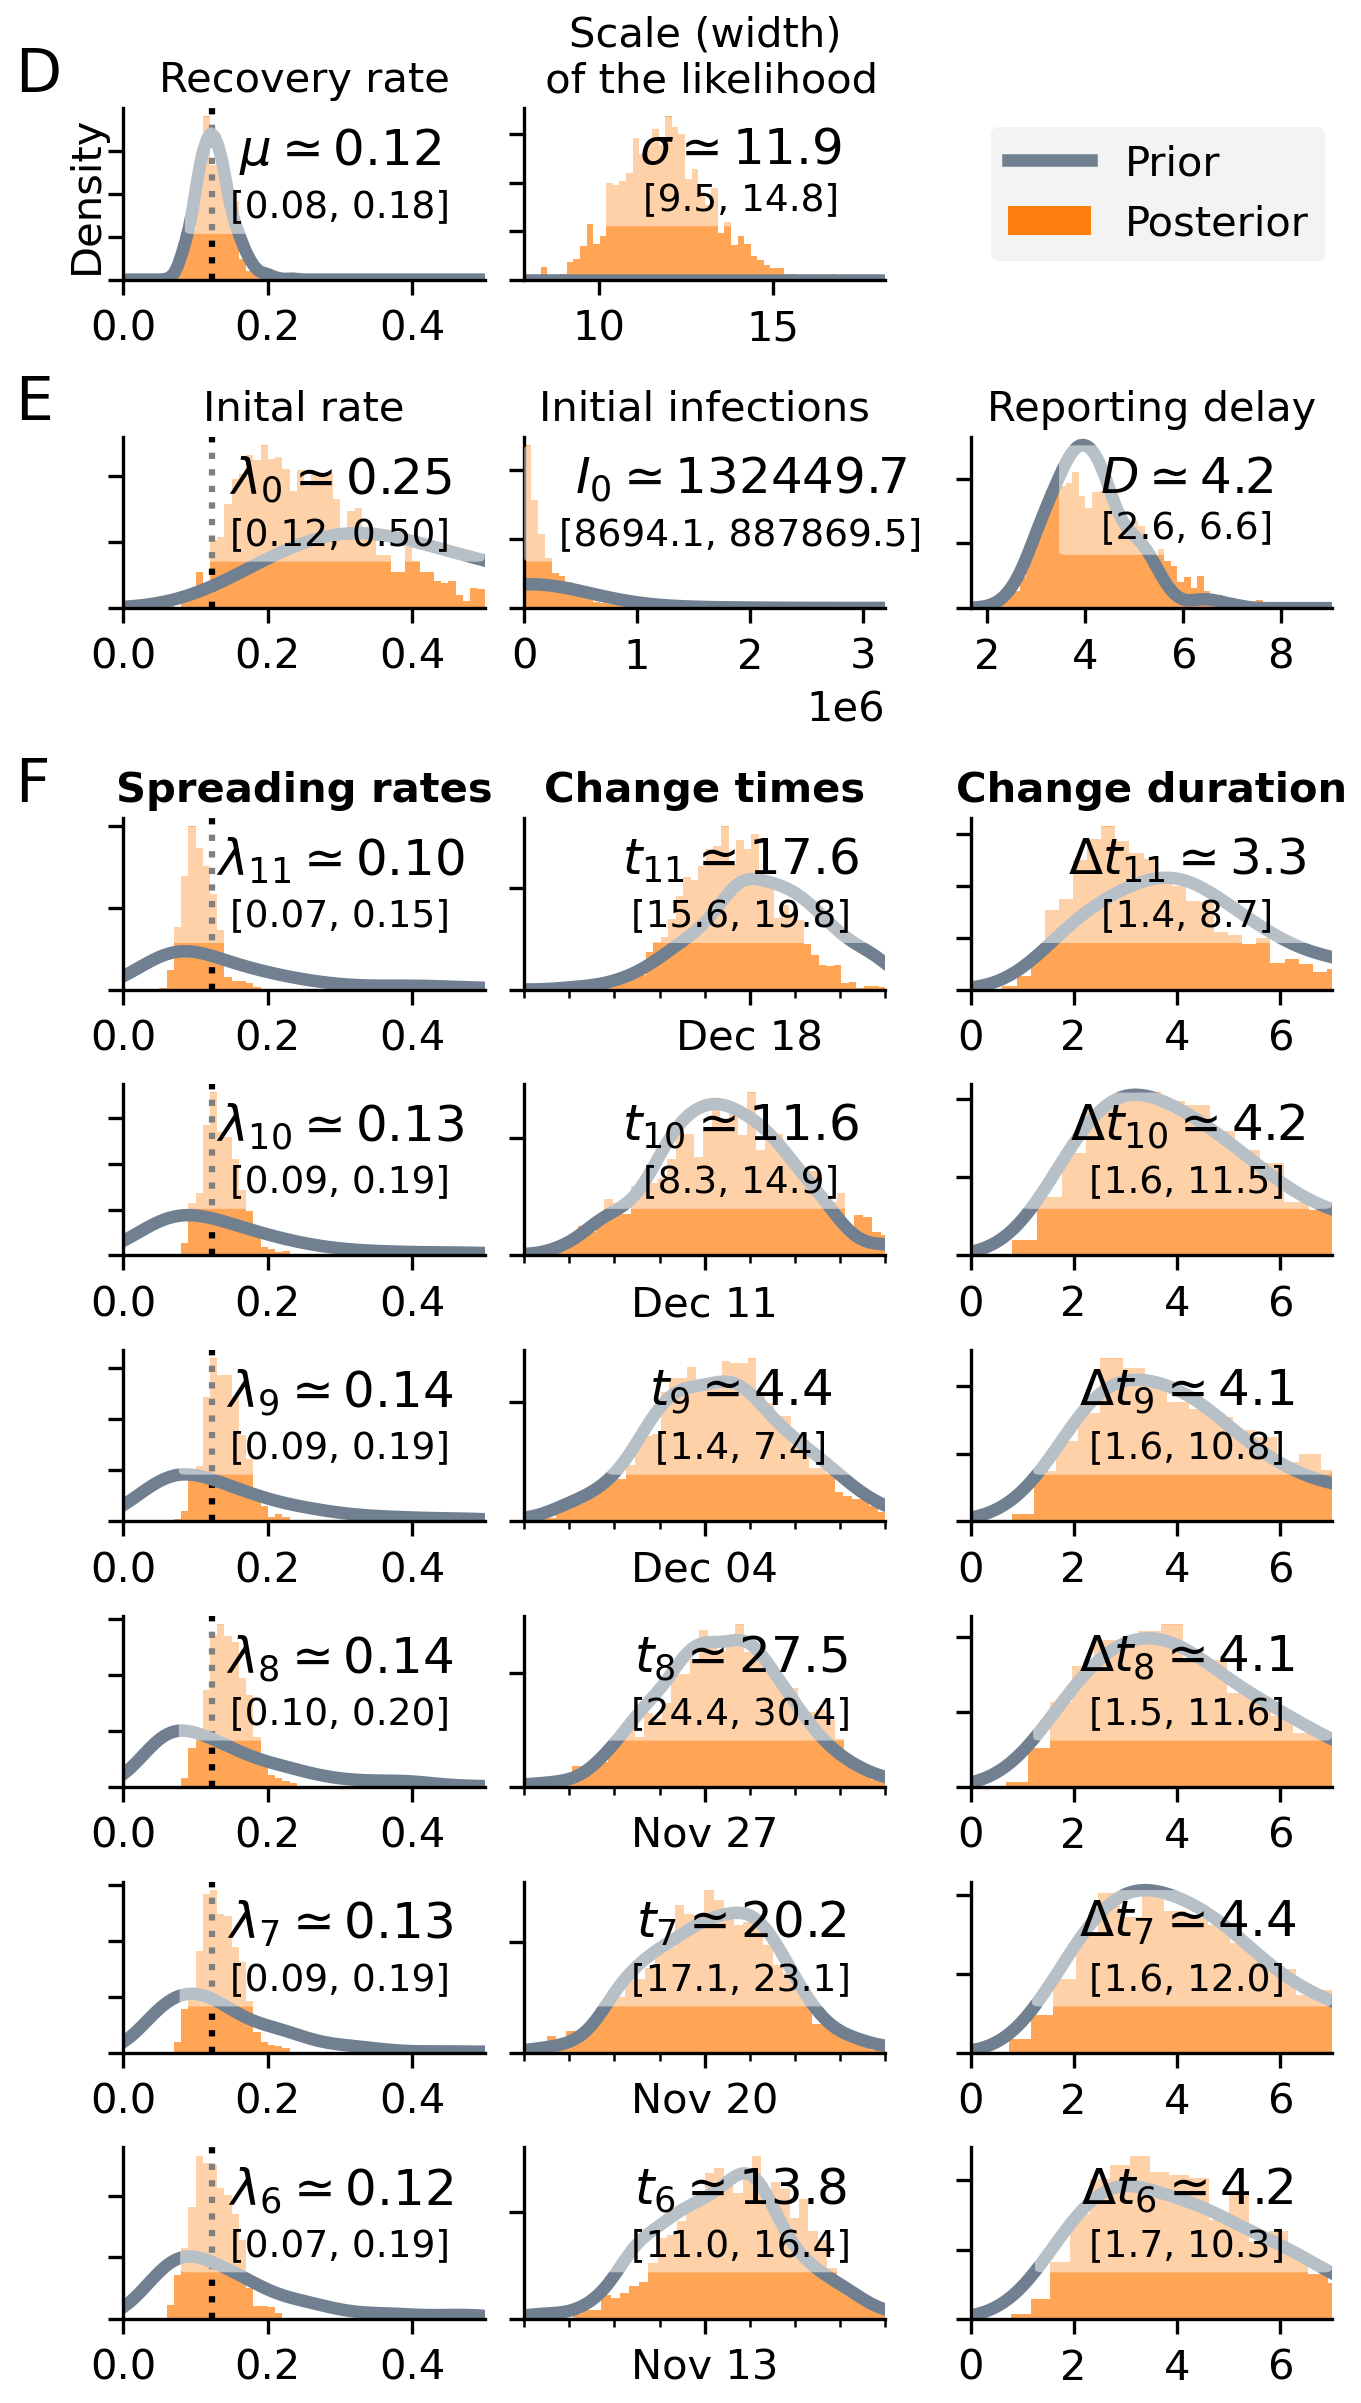 D
Recovery rate
Scale (width)
of the likelihood
Density
μ ≃ 0.12
[0.08, 0.18]
0.0 0.2 0.4
σ ≃ 11.9
[9.5, 14.8]
10 15
Prior
Posterior
E
Inital rate
λ₀ ≃ 0.25
[0.12, 0.50]
0.0 0.2 0.4
Initial infections
I₀ ≃ 132449.7
[8694.1, 887869.5]
0 1 2 3
1e6
Reporting delay
D ≃ 4.2
[2.6, 6.6]
2 4 6 8
F
Spreading rates
Change times
Change duration
λ₁₁ ≃ 0.10
[0.07, 0.15]
0.0 0.2 0.4
t₁₁ ≃ 17.6
[15.6, 19.8]
Dec 18
Δt₁₁ ≃ 3.3
[1.4, 8.7]
0 2 4 6
λ₁₀ ≃ 0.13
[0.09, 0.19]
0.0 0.2 0.4
t₁₀ ≃ 11.6
[8.3, 14.9]
Dec 11
Δt₁₀ ≃ 4.2
[1.6, 11.5]
0 2 4 6
λ₉ ≃ 0.14
[0.09, 0.19]
0.0 0.2 0.4
t₉ ≃ 4.4
[1.4, 7.4]
Dec 04
Δt₉ ≃ 4.1
[1.6, 10.8]
0 2 4 6
λ₈ ≃ 0.14
[0.10, 0.20]
0.0 0.2 0.4
t₈ ≃ 27.5
[24.4, 30.4]
Nov 27
Δt₈ ≃ 4.1
[1.5, 11.6]
0 2 4 6
λ₇ ≃ 0.13
[0.09, 0.19]
0.0 0.2 0.4
t₇ ≃ 20.2
[17.1, 23.1]
Nov 20
Δt₇ ≃ 4.4
[1.6, 12.0]
0 2 4 6
λ₆ ≃ 0.12
[0.07, 0.19]
0.0 0.2 0.4
t₆ ≃ 13.8
[11.0, 16.4]
Nov 13
Δt₆ ≃ 4.2
[1.7, 10.3]
0 2 4 6